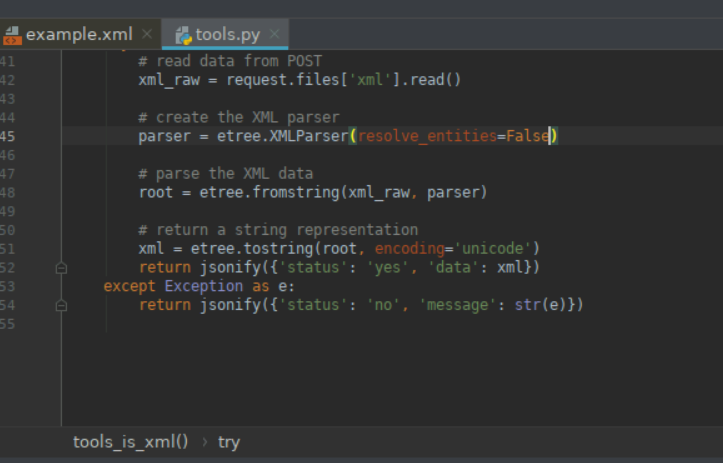 example.xml × tools.py ×
41 # read data from POST
42 xml_raw = request.files['xml'].read()
43
44 # create the XML parser
45 parser = etree.XMLParser(resolve_entities=False)
46
47 # parse the XML data
48 root = etree.fromstring(xml_raw, parser)
49
50 # return a string representation
51 xml = etree.tostring(root, encoding='unicode')
52 return jsonify({'status': 'yes', 'data': xml})
53 except Exception as e:
54 return jsonify({'status': 'no', 'message': str(e)})
55
tools_is_xml() › try